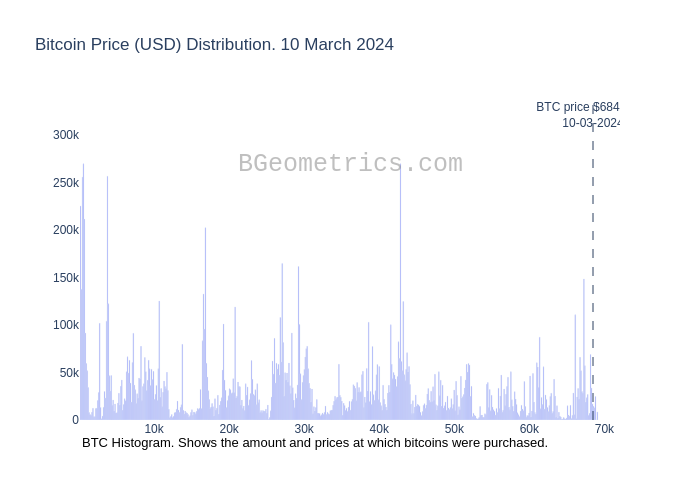 Bitcoin Price (USD) Distribution. 10 March 2024
BTC price $684
10-03-2024
300k
BGeometrics.com
250k
200k
150k
100k
50k
0
10k 20k 30k 40k 50k 60k 70k
BTC Histogram. Shows the amount and prices at which bitcoins were purchased.